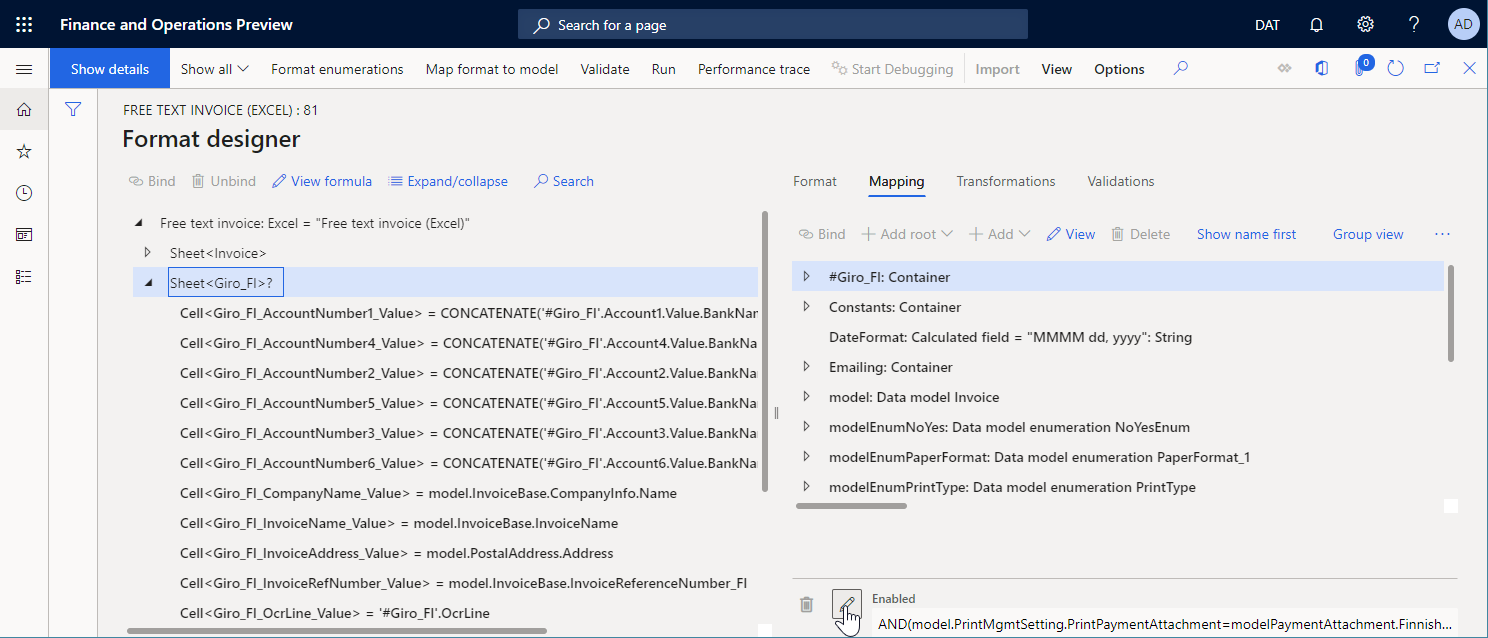 Finance and Operations Preview
Search for a page
DAT
?
AD
Show details
Show all
Format enumerations
Map format to model
Validate
Run
Performance trace
Start Debugging
Import
View
Options
0
FREE TEXT INVOICE (EXCEL) : 81
Format designer
Bind
Unbind
View formula
Expand/collapse
Search
Free text invoice: Excel = "Free text invoice (Excel)"
Sheet<Invoice>
Sheet<Giro_FI>?
Cell<Giro_FI_AccountNumber1_Value> = CONCATENATE('#Giro_FI'.Account1.Value.BankNam
Cell<Giro_FI_AccountNumber4_Value> = CONCATENATE('#Giro_FI'.Account4.Value.BankNa
Cell<Giro_FI_AccountNumber2_Value> = CONCATENATE('#Giro_FI'.Account2.Value.BankNa
Cell<Giro_FI_AccountNumber5_Value> = CONCATENATE('#Giro_FI'.Account5.Value.BankNa
Cell<Giro_FI_AccountNumber3_Value> = CONCATENATE('#Giro_FI'.Account3.Value.BankNa
Cell<Giro_FI_AccountNumber6_Value> = CONCATENATE('#Giro_FI'.Account6.Value.BankNa
Cell<Giro_FI_CompanyName_Value> = model.InvoiceBase.CompanyInfo.Name
Cell<Giro_FI_InvoiceName_Value> = model.InvoiceBase.InvoiceName
Cell<Giro_FI_InvoiceAddress_Value> = model.PostalAddress.Address
Cell<Giro_FI_InvoiceRefNumber_Value> = model.InvoiceBase.InvoiceReferenceNumber_FI
Cell<Giro_FI_OcrLine_Value> = '#Giro_FI'.OcrLine
Format
Mapping
Transformations
Validations
Bind
Add root
Add
View
Delete
Show name first
Group view
...
#Giro_FI: Container
Constants: Container
DateFormat: Calculated field = "MMMM dd, yyyy": String
Emailing: Container
model: Data model Invoice
modelEnumNoYes: Data model enumeration NoYesEnum
modelEnumPaperFormat: Data model enumeration PaperFormat_1
modelEnumPrintType: Data model enumeration PrintType
Enabled
AND(model.PrintMgmtSetting.PrintPaymentAttachment=modelPaymentAttachment.Finnish...